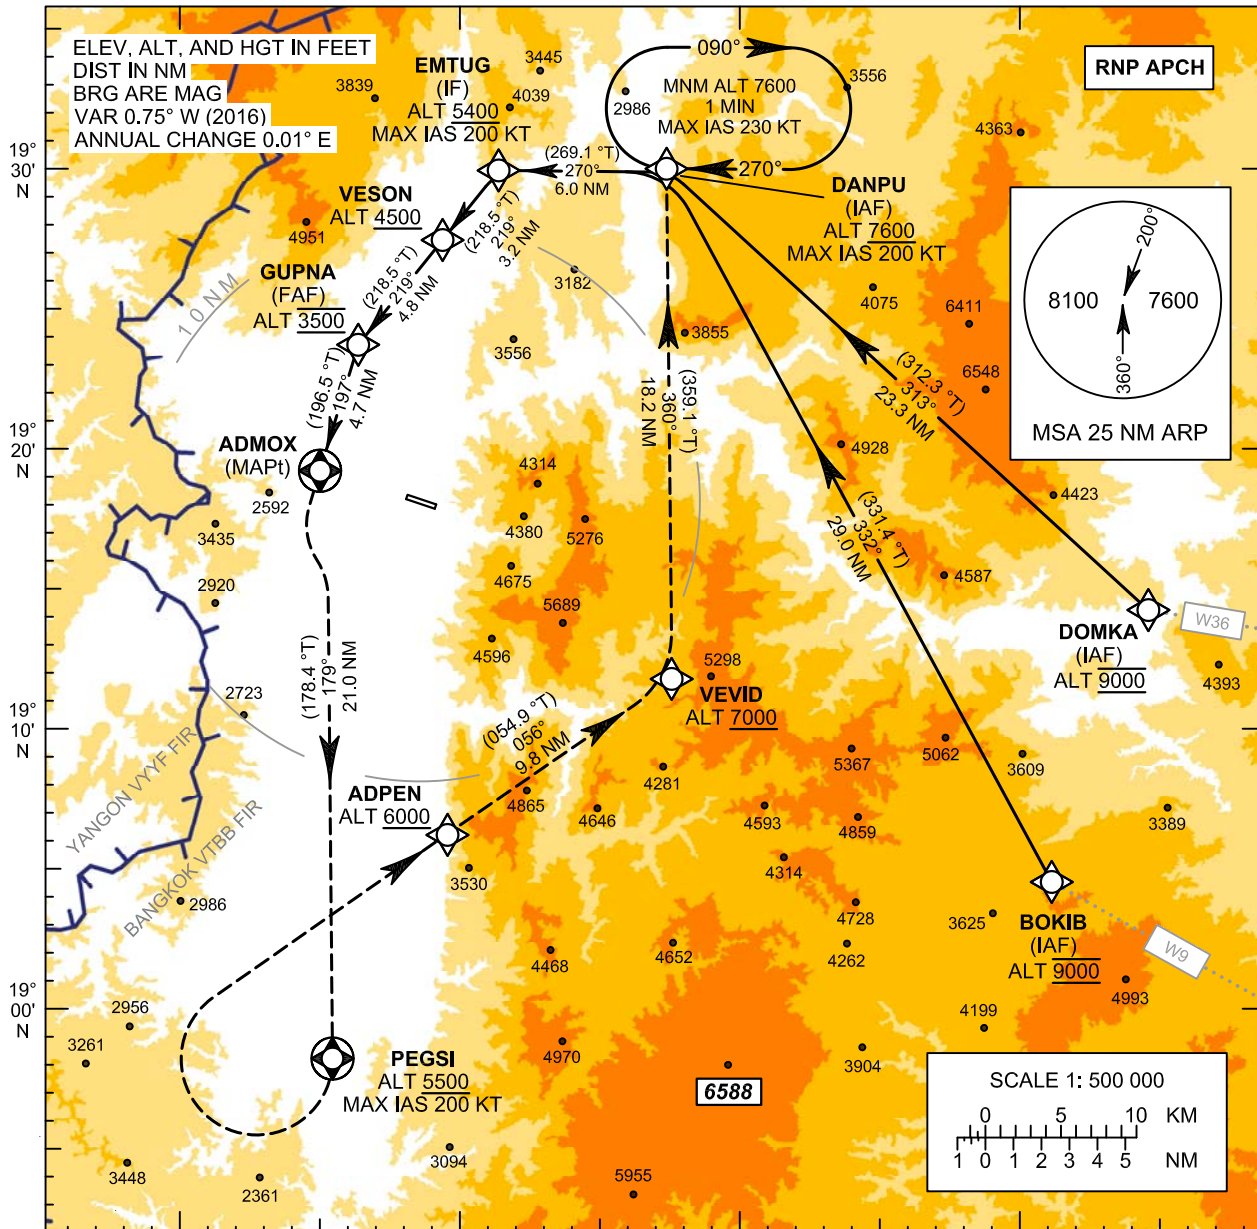 ELEV, ALT, AND HGT IN FEET
DIST IN NM
BRG ARE MAG
VAR 0.75° W (2016)
ANNUAL CHANGE 0.01° E
3839
EMTUG
(IF)
ALT 5400
MAX IAS 200 KT
3445
4039
090°
2986
MNM ALT 7600
1 MIN
MAX IAS 230 KT
270°
3556
RNP APCH
4363
19°
30'
N
(269.1 °T)
270°
6.0 NM
VESON
ALT 4500
4951
(218.5 °T)
219°
3.2 NM
DANPU
(IAF)
ALT 7600
MAX IAS 200 KT
200°
8100
7600
360°
MSA 25 NM ARP
GUPNA
(FAF)
ALT 3500
10 NM
(218.5 °T)
219°
4.8 NM
3182
3556
3855
4075
6411
6548
(196.5 °T)
197°
4.7 NM
(359.1 °T)
360°
18.2 NM
(312.3 °T)
313°
23.3 NM
19°
20'
N
ADMOX
(MAPt)
2592
3435
2920
4314
4380
5276
4675
5689
4596
4928
4423
(331.4 °T)
332°
29.0 NM
4587
DOMKA
(IAF)
ALT 9000
W36
4393
(178.4 °T)
179°
21.0 NM
2723
19°
10'
N
YANGON VYYF FIR
BANGKOK VTBB FIR
5298
VEVID
ALT 7000
(054.9 °T)
056°
9.8 NM
ADPEN
ALT 6000
4865
4646
4281
3530
5367
5062
3609
4593
4859
4314
4728
3389
2986
3625
BOKIB
(IAF)
ALT 9000
W9
4993
4468
4652
4262
4199
19°
00'
N
2956
3261
PEGSI
ALT 5500
MAX IAS 200 KT
4970
6588
3904
3448
2361
3094
5955
SCALE 1: 500 000
0 5 10 KM
1 0 1 2 3 4 5 NM